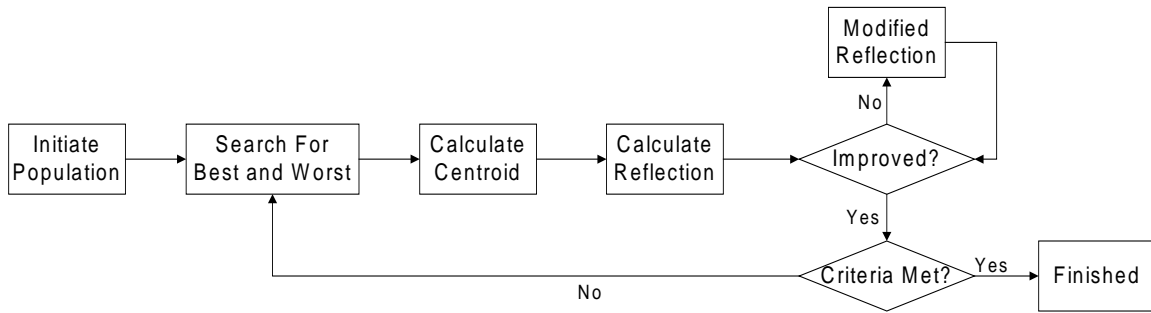 Modified
Reflection
No
Initiate
Population
Search For
Best and Worst
Calculate
Centroid
Calculate
Reflection
Improved?
Yes
Criteria Met?
Yes
Finished
No